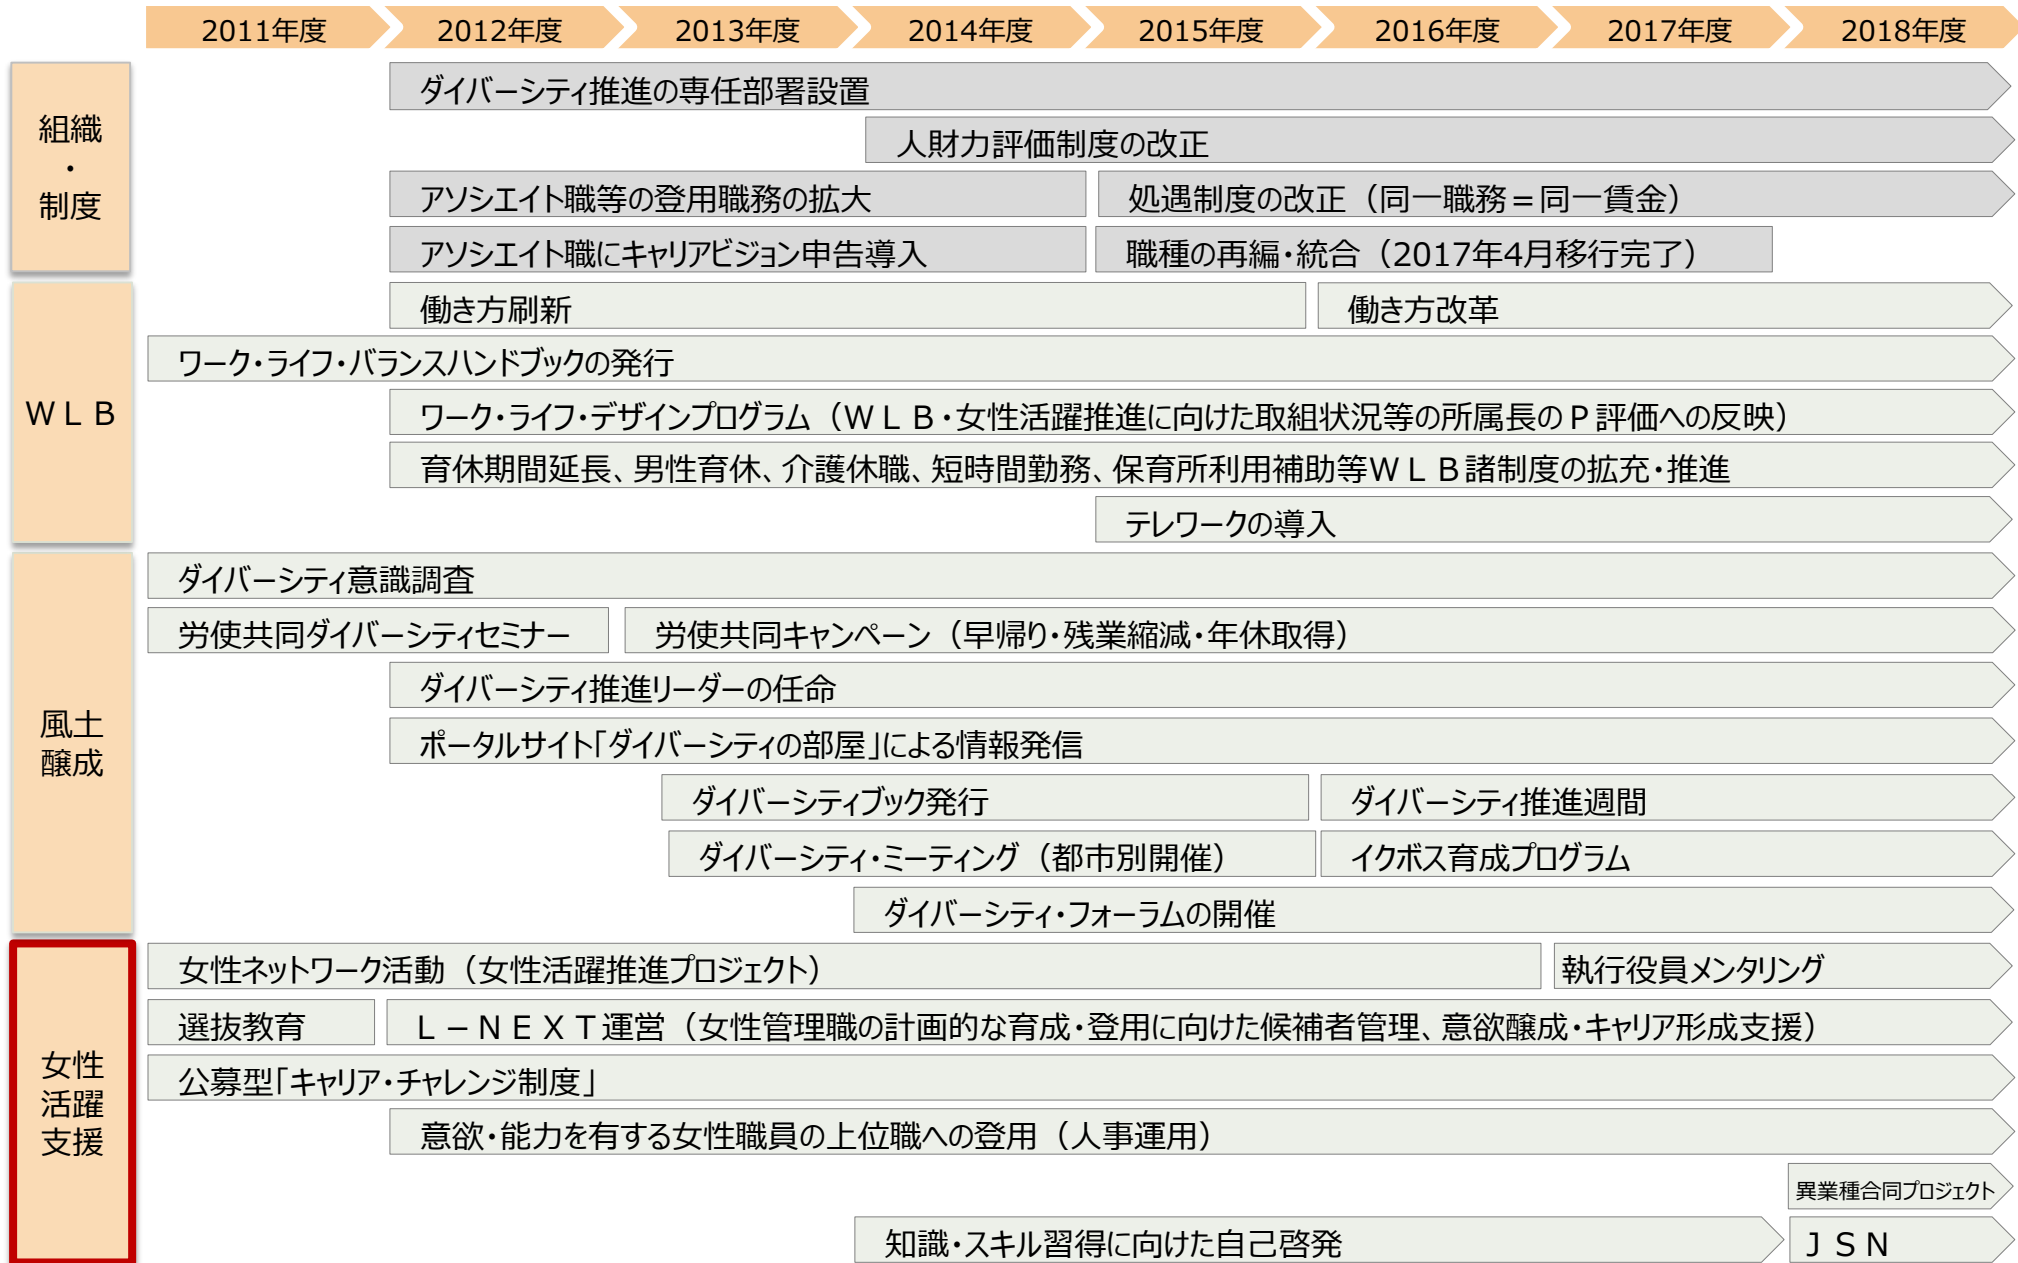 2011年度 2012年度 2013年度 2014年度 2015年度 2016年度 2017年度 2018年度
組織
・
制度
ダイバーシティ推進の専任部署設置
人財力評価制度の改正
アソシエイト職等の登用職務の拡大 処遇制度の改正（同一職務＝同一賃金）
アソシエイト職にキャリアビジョン申告導入 職種の再編・統合（2017年4月移行完了）
ＷＬＢ
働き方刷新 働き方改革
ワーク・ライフ・バランスハンドブックの発行
ワーク・ライフ・デザインプログラム（ＷＬＢ・女性活躍推進に向けた取組状況等の所属長のＰ評価への反映）
育休期間延長、男性育休、介護休職、短時間勤務、保育所利用補助等ＷＬＢ諸制度の拡充・推進
テレワークの導入
風土
醸成
ダイバーシティ意識調査
労使共同ダイバーシティセミナー 労使共同キャンペーン（早帰り・残業縮減・年休取得）
ダイバーシティ推進リーダーの任命
ポータルサイト「ダイバーシティの部屋」による情報発信
ダイバーシティブック発行 ダイバーシティ推進週間
ダイバーシティ・ミーティング（都市別開催） イクボス育成プログラム
ダイバーシティ・フォーラムの開催
女性
活躍
支援
女性ネットワーク活動（女性活躍推進プロジェクト） 執行役員メンタリング
選抜教育 Ｌ－ＮＥＸＴ運営（女性管理職の計画的な育成・登用に向けた候補者管理、意欲醸成・キャリア形成支援）
公募型「キャリア・チャレンジ制度」
意欲・能力を有する女性職員の上位職への登用（人事運用）
異業種合同プロジェクト
知識・スキル習得に向けた自己啓発 ＪＳＮ